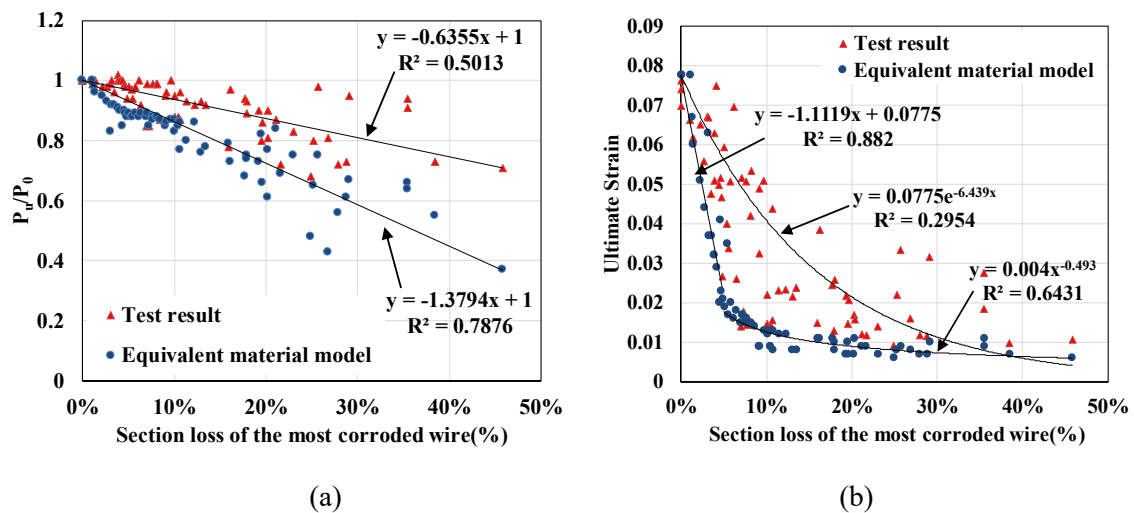 1.2
1
0.8
0.6
0.4
0.2
0
Pᵤ/P₀
y = -0.6355x + 1
R² = 0.5013
y = -1.3794x + 1
R² = 0.7876
Test result
Equivalent material model
0% 10% 20% 30% 40% 50%
Section loss of the most corroded wire(%)
(a)
0.09
0.08
0.07
0.06
0.05
0.04
0.03
0.02
0.01
0
Ultimate Strain
Test result
Equivalent material model
y = -1.1119x + 0.0775
R² = 0.882
y = 0.0775e⁻⁶·⁴³⁹ˣ
R² = 0.2954
y = 0.004x⁻⁰·⁴⁹³
R² = 0.6431
0% 10% 20% 30% 40% 50%
Section loss of the most corroded wire(%)
(b)